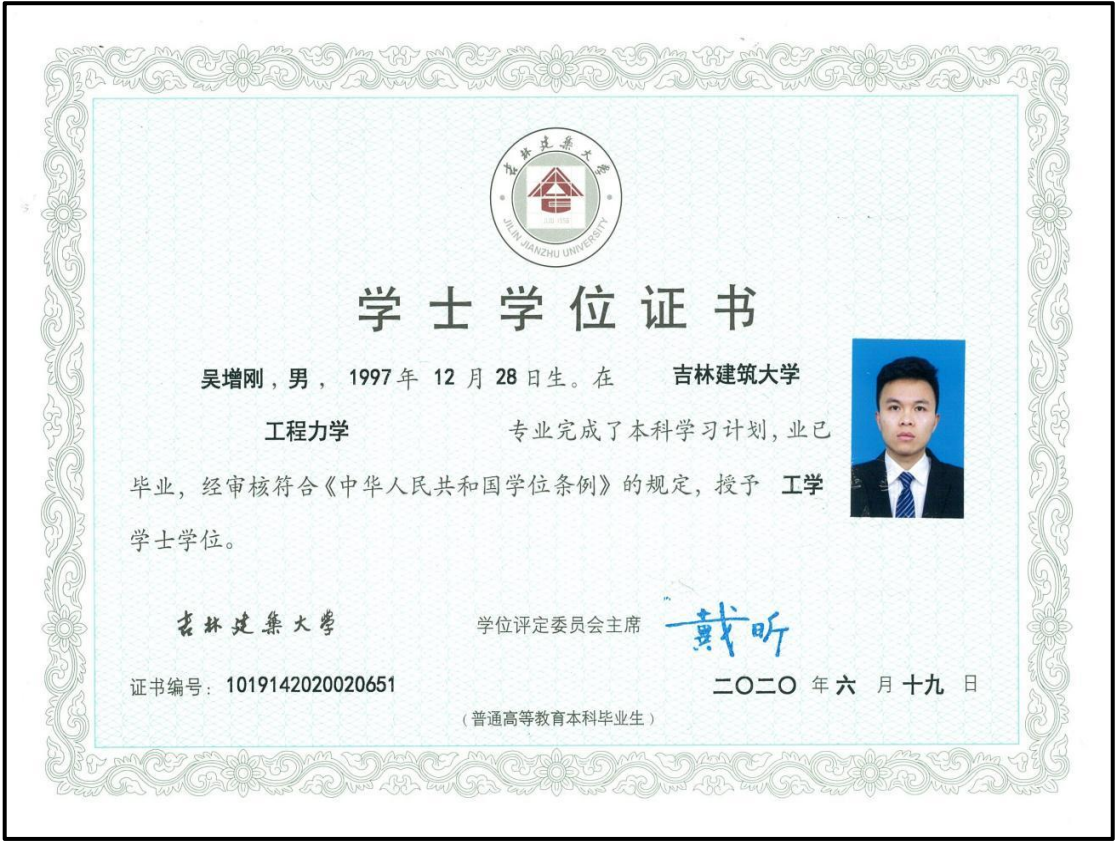 吉林建筑大学
JILIN JIANZHU UNIVERSITY
学士学位证书
吴增刚，男， 1997年 12 月 28 日生。在 吉林建筑大学
工程力学 专业完成了本科学习计划，业已
毕业，经审核符合《中华人民共和国学位条例》的规定，授予 工学
学士学位。
吉林建筑大学 学位评定委员会主席 戴昕
证书编号：1019142020020651 二〇二〇 年 六 月 十九 日
（普通高等教育本科毕业生）